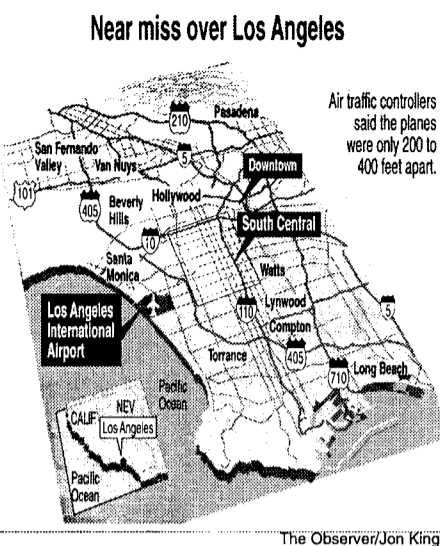 Near miss over Los Angeles
Air traffic controllers
said the planes
were only 200 to
400 feet apart.
210
Pasadena
San Fernando
Valley
Van Nuys
5
Downtown
101
405
Beverly
Hills
Hollywood
10
South Central
Santa
Monica
Watts
Los Angeles
International
Airport
110
Lynwood
Compton
5
Torrance
405
710
Long Beach
Pacific
Ocean
CALIF.
NEV
Los Angeles
Pacific
Ocean
The Observer/Jon King